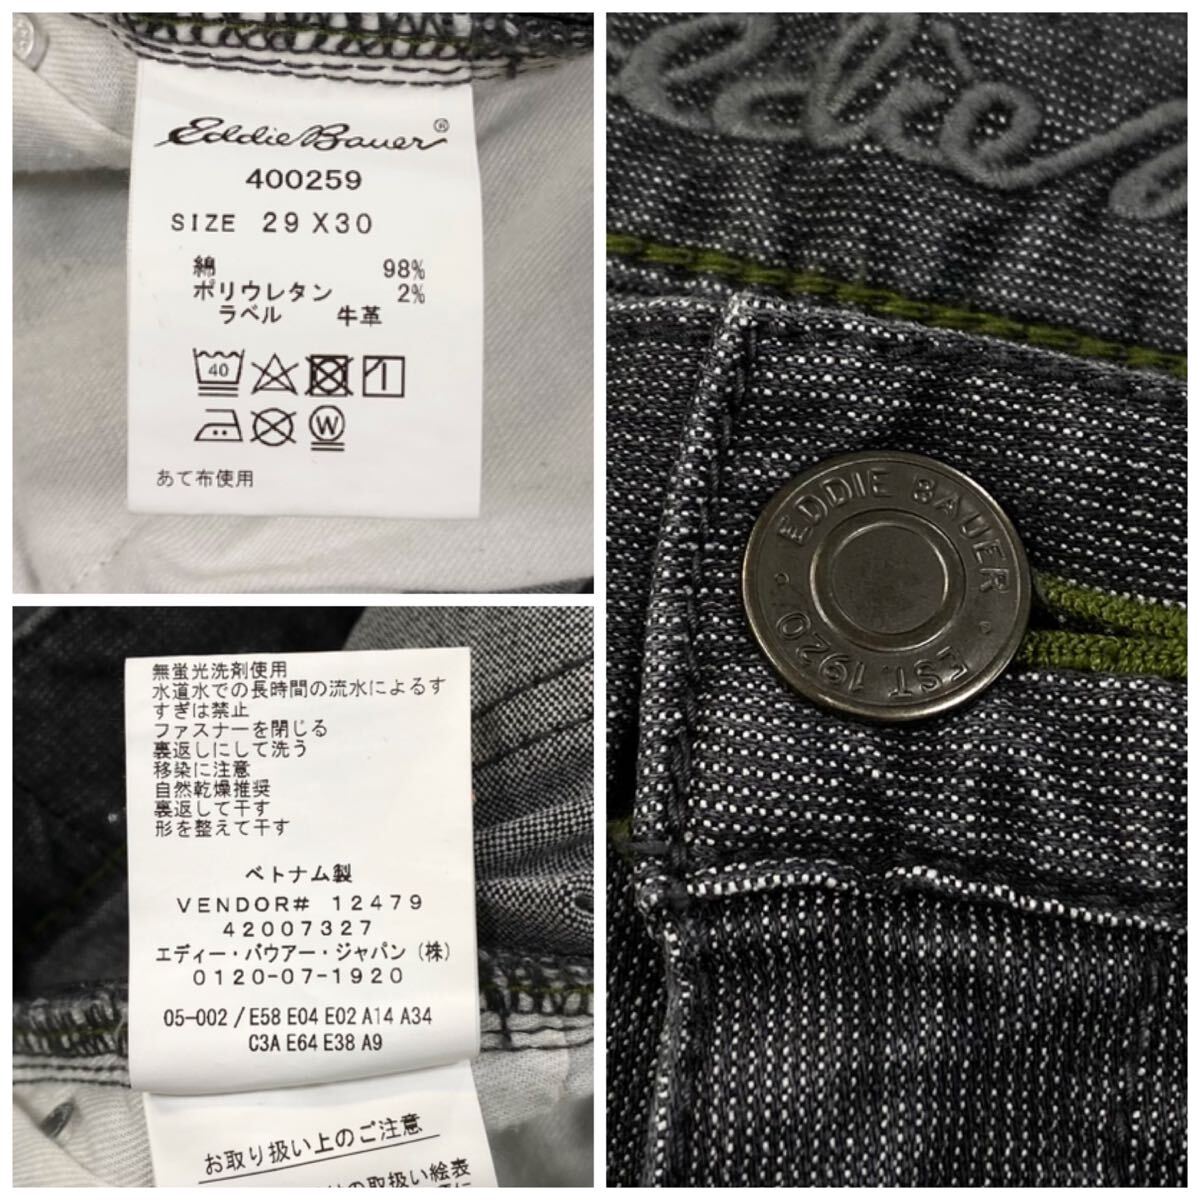 Eddie Bauer®
400259
SIZE 29X30
綿 98%
ポリウレタン 2%
ラベル 牛革
40
W
あて布使用
無蛍光洗剤使用
水道水での長時間の流水によるす
すぎは禁止
ファスナーを閉じる
裏返しにして洗う
移染に注意
自然乾燥推奨
裏返して干す
形を整えて干す
ベトナム製
VENDOR# 12479
42007327
エディー・バウアー・ジャパン(株)
0120-07-1920
05-002 / E58 E04 E02 A14 A34
C3A E64 E38 A9
お取り扱い上のご注意
の取扱い絵表
EDDIE BAUER
EST. 1920